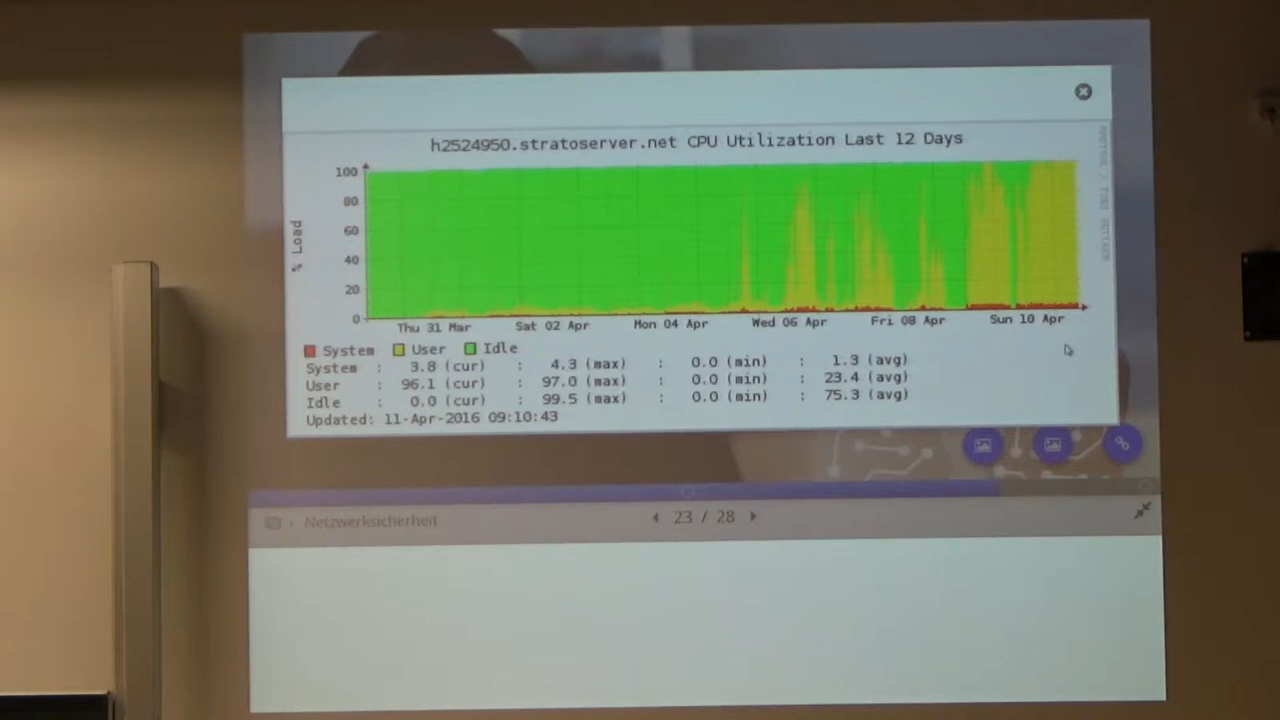 h2524950.stratoserver.net CPU Utilization Last 12 Days
% Load
100
80
60
40
20
0
Thu 31 Mar Sat 02 Apr Mon 04 Apr Wed 06 Apr Fri 08 Apr Sun 10 Apr
System User Idle
System : 3.8 (cur) : 4.3 (max) : 0.0 (min) : 1.3 (avg)
User : 96.1 (cur) : 97.0 (max) : 0.0 (min) : 23.4 (avg)
Idle : 0.0 (cur) : 99.5 (max) : 0.0 (min) : 75.3 (avg)
Updated: 11-Apr-2016 09:10:43
Netzwerksicherheit
23 / 28